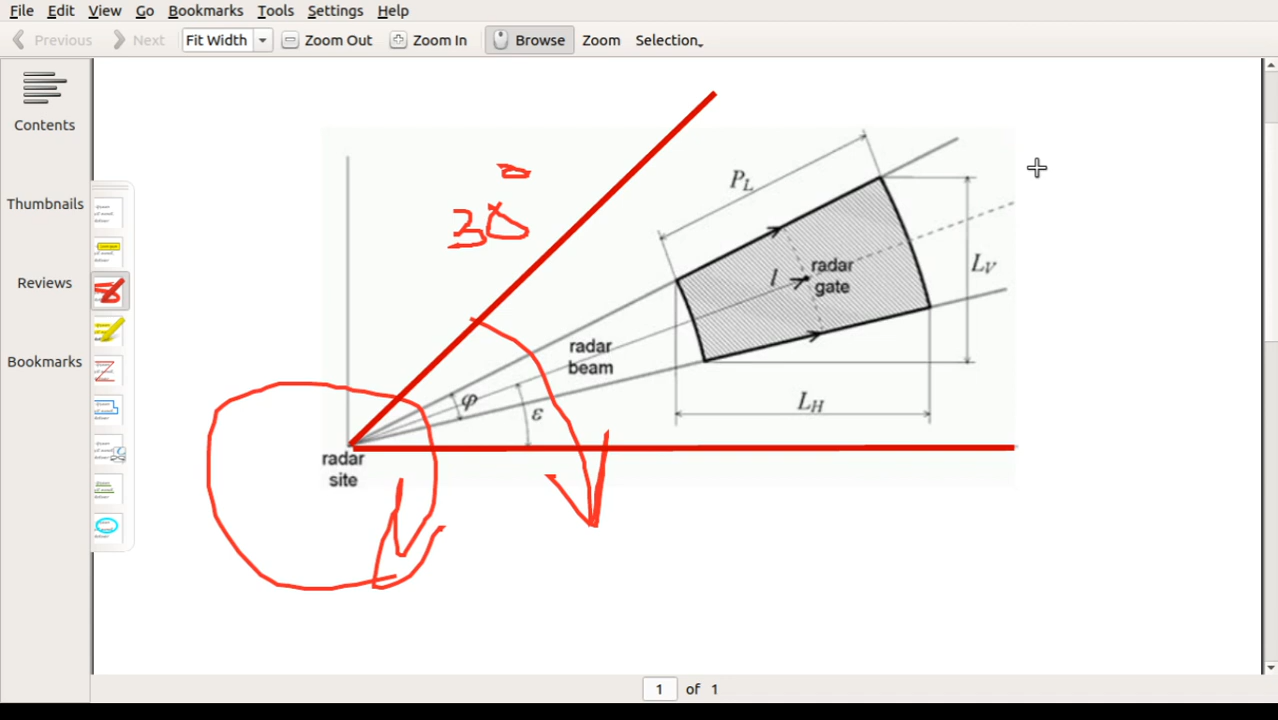 File Edit View Go Bookmarks Tools Settings Help
Previous Next Fit Width Zoom Out Zoom In Browse Zoom Selection
Contents
Thumbnails
Reviews
Bookmarks
30
P_L
l
radar
gate
L_V
radar
beam
φ
ε
L_H
radar
site
1 of 1